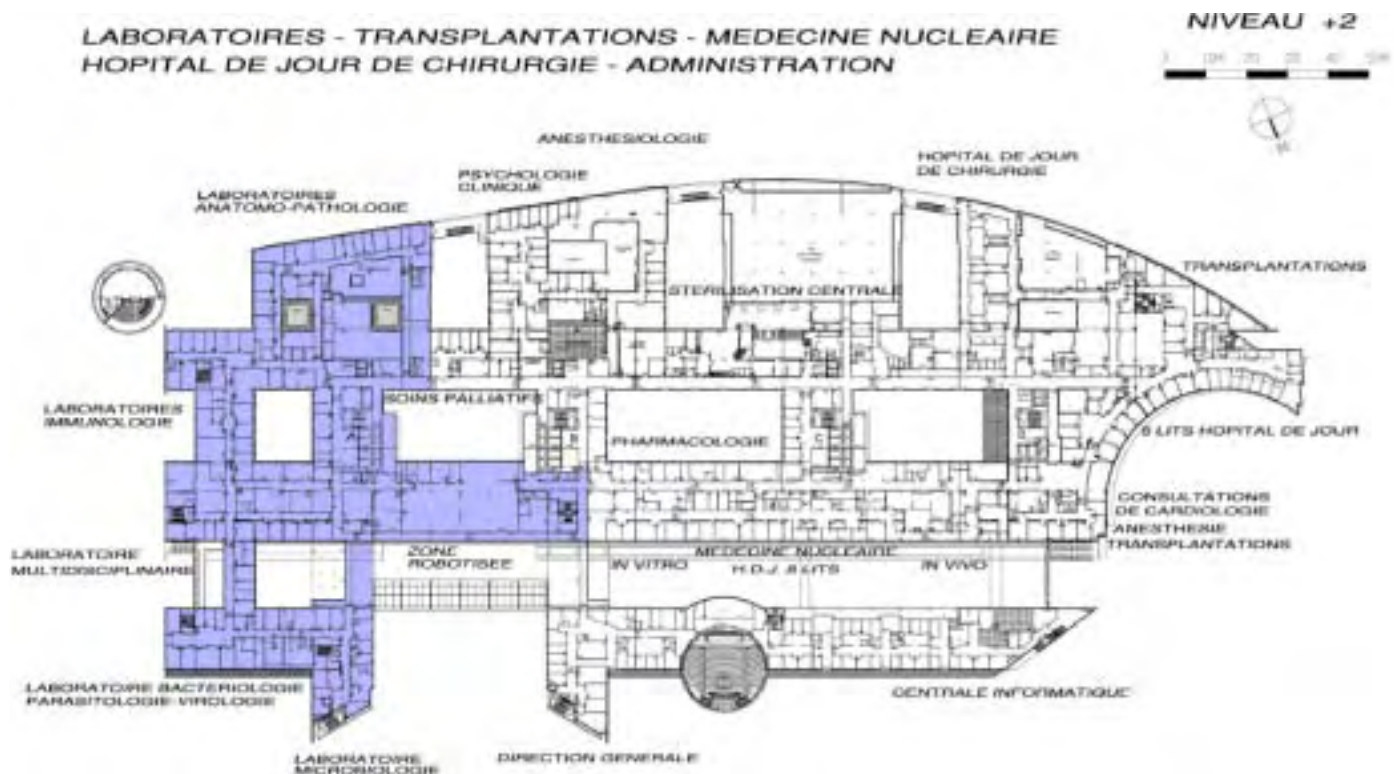 LABORATOIRES - TRANSPLANTATIONS - MEDECINE NUCLEAIRE
HOPITAL DE JOUR DE CHIRURGIE - ADMINISTRATION
NIVEAU +2
ANESTHESIOLOGIE
PSYCHOLOGIE
CLINIQUE
HOPITAL DE JOUR
DE CHIRURGIE
LABORATOIRES
ANATOMO-PATHOLOGIE
TRANSPLANTATIONS
STERILISATION CENTRALE
SOINS PALLIATIFS
LABORATOIRES
IMMUNOLOGIE
PHARMACOLOGIE
6 LITS HOPITAL DE JOUR
CONSULTATIONS
DE CARDIOLOGIE
ANESTHESIE
TRANSPLANTATIONS
LABORATOIRE
MULTIDISCIPLINAIRE
ZONE
ROBOTISEE
MEDECINE NUCLEAIRE
IN VITRO
H.D.J. 8 LITS
IN VIVO
LABORATOIRE BACTERIOLOGIE
PARASITOLOGIE-VIROLOGIE
CENTRALE INFORMATIQUE
LABORATOIRE
MICROBIOLOGIE
DIRECTION GENERALE